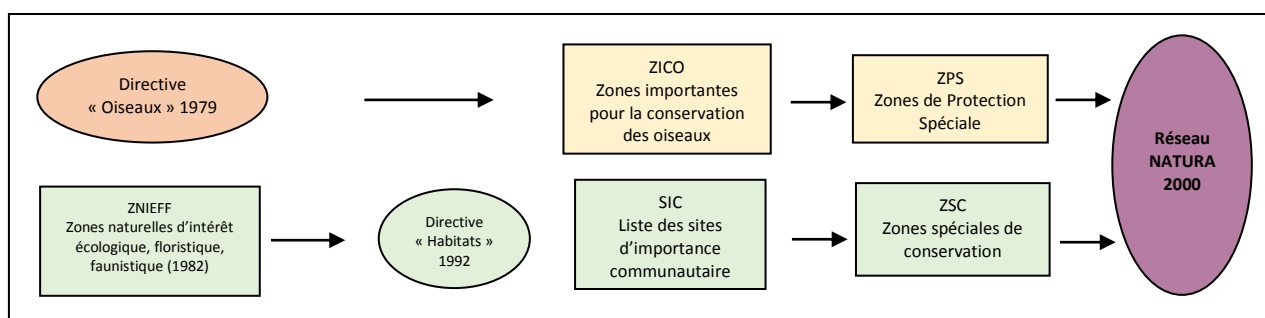 Directive
« Oiseaux » 1979
ZICO
Zones importantes
pour la conservation
des oiseaux
ZPS
Zones de Protection
Spéciale
ZNIEFF
Zones naturelles d’intérêt
écologique, floristique,
faunistique (1982)
Directive
« Habitats »
1992
SIC
Liste des sites
d’importance
communautaire
ZSC
Zones spéciales de
conservation
Réseau
NATURA
2000